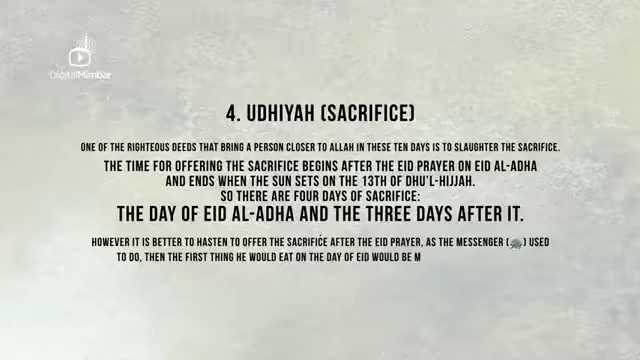 DigitalMimbar
4. UDHIYAH (SACRIFICE)
ONE OF THE RIGHTEOUS DEEDS THAT BRING A PERSON CLOSER TO ALLAH IN THESE TEN DAYS IS TO SLAUGHTER THE SACRIFICE.
THE TIME FOR OFFERING THE SACRIFICE BEGINS AFTER THE EID PRAYER ON EID AL-ADHA
AND ENDS WHEN THE SUN SETS ON THE 13TH OF DHU'L-HIJJAH.
SO THERE ARE FOUR DAYS OF SACRIFICE:
THE DAY OF EID AL-ADHA AND THE THREE DAYS AFTER IT.
HOWEVER IT IS BETTER TO HASTEN TO OFFER THE SACRIFICE AFTER THE EID PRAYER, AS THE MESSENGER (ﷺ) USED
TO DO, THEN THE FIRST THING HE WOULD EAT ON THE DAY OF EID WOULD BE M